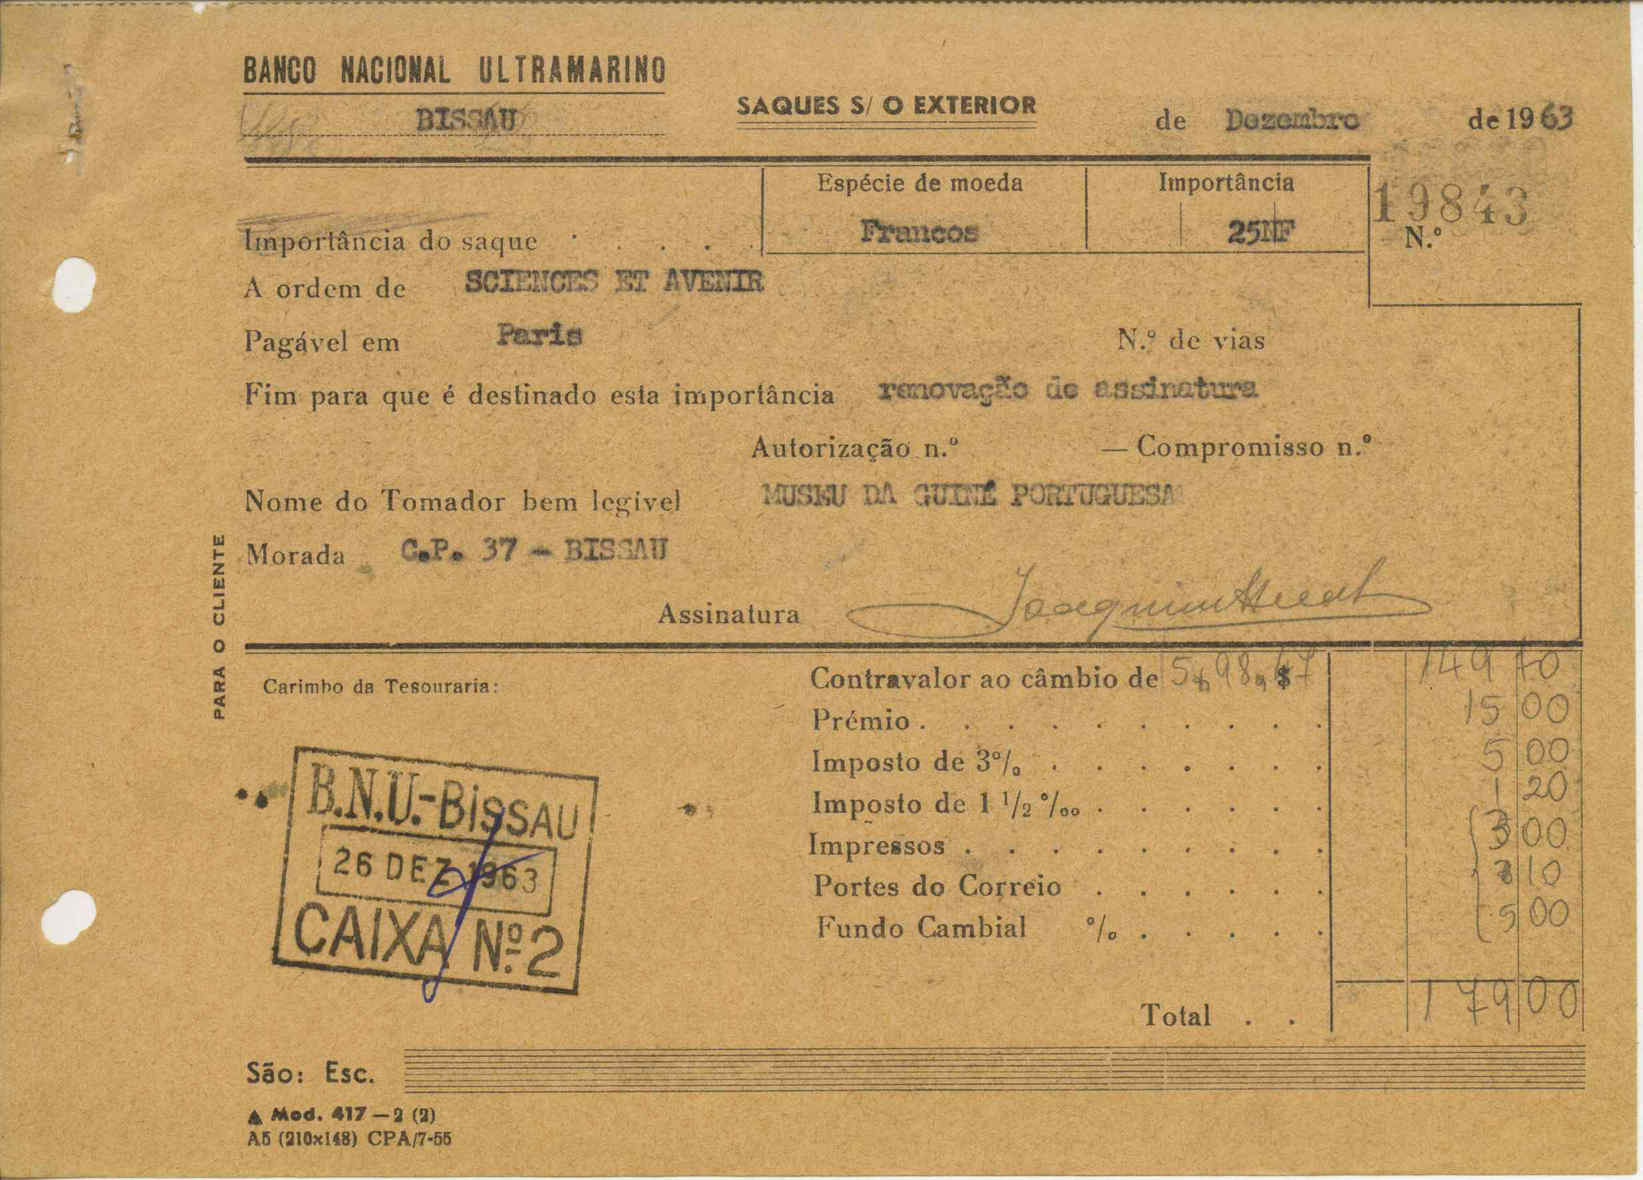 BANCO NACIONAL ULTRAMARINO
BISSAU
SAQUES S/ O EXTERIOR
de Dezembro de 1963
Espécie de moeda Importância
19843
N.º
Importância do saque . . . . Francos 25NF
A ordem de SCIENCES ET AVENIR
Pagável em Paris N.º de vias
Fim para que é destinado esta importância renovação de assinatura
Autorização n.º — Compromisso n.º
Nome do Tomador bem legível MUSEU DA GUINÉ PORTUGUESA
Morada C.P. 37 - BISSAU
Assinatura
PARA O CLIENTE
Carimbo da Tesouraria:
Contravalor ao câmbio de 5,98,$ 149 70
Prémio . . . . . . . . . . 15 00
Imposto de 3% . . . . . . . 5 00
Imposto de 1 1/2 ‰ . . . . . . 1 20
Impressos . . . . . . . . . 3 00
Portes do Correio . . . . . . 10
Fundo Cambial % . . . . . 5 00
Total . . 179 00
B.N.U.-BISSAU
26 DEZ 1963
CAIXA Nº 2
São: Esc.
▲ Mod. 417 — 2 (2)
A5 (210x148) CPA/7-55